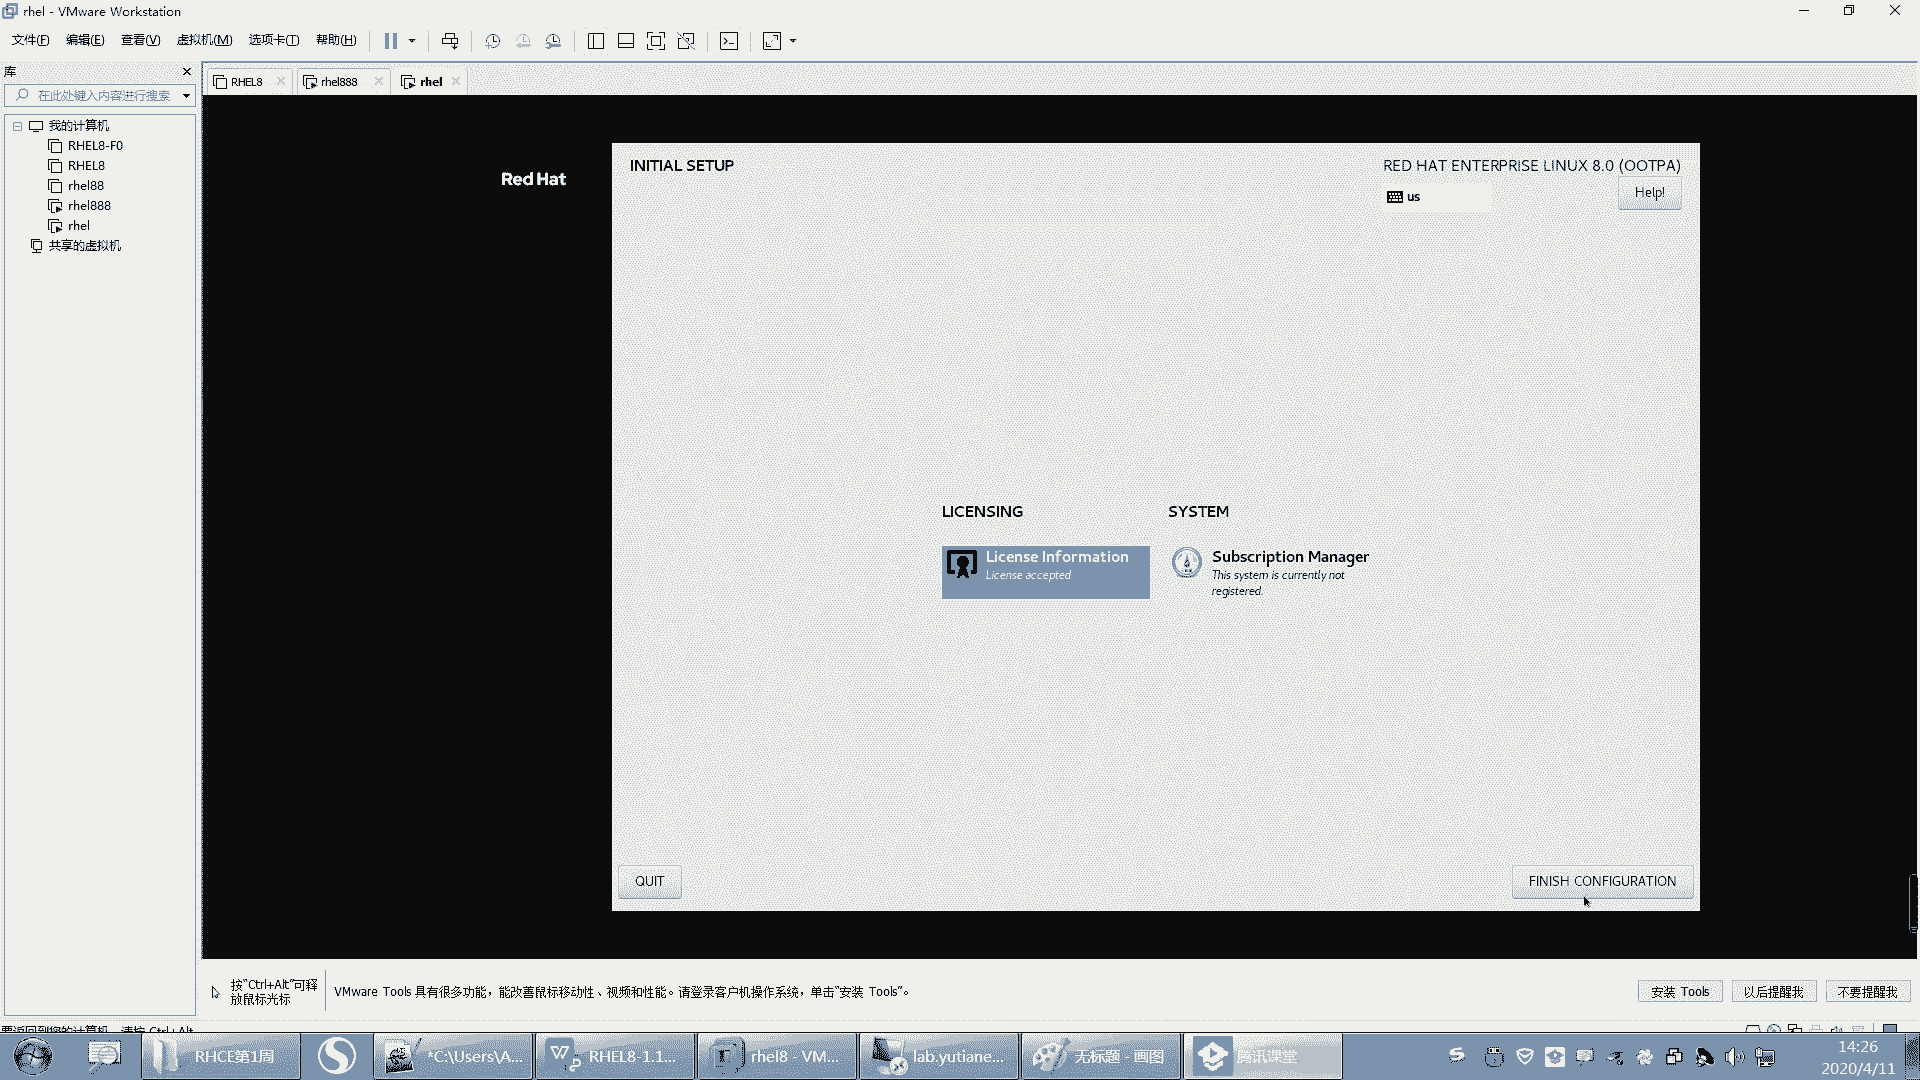 rhel - VMware Workstation
文件(F) 编辑(E) 查看(V) 虚拟机(M) 选项卡(T) 帮助(H)
库
在此处键入内容进行搜索
我的计算机
RHEL8-F0
RHEL8
rhel88
rhel888
rhel
共享的虚拟机
RHEL8 rhel888 rhel
Red Hat
INITIAL SETUP
RED HAT ENTERPRISE LINUX 8.0 (OOTPA)
us
Help!
LICENSING
License Information
License accepted
SYSTEM
Subscription Manager
This system is currently not
registered.
QUIT
FINISH CONFIGURATION
按"Ctrl+Alt"可释
放鼠标光标
VMware Tools 具有很多功能，能改善鼠标移动性、视频和性能。请登录客户机操作系统，单击"安装 Tools"。
安装 Tools
以后提醒我
不要提醒我
要返回到您的计算机，请按 Ctrl+Alt
RHCE第1周
*C:\Users\A...
RHEL8-1.1...
rhel8 - VM...
lab.yutiane...
无标题 - 画图
腾讯课堂
14:26
2020/4/11